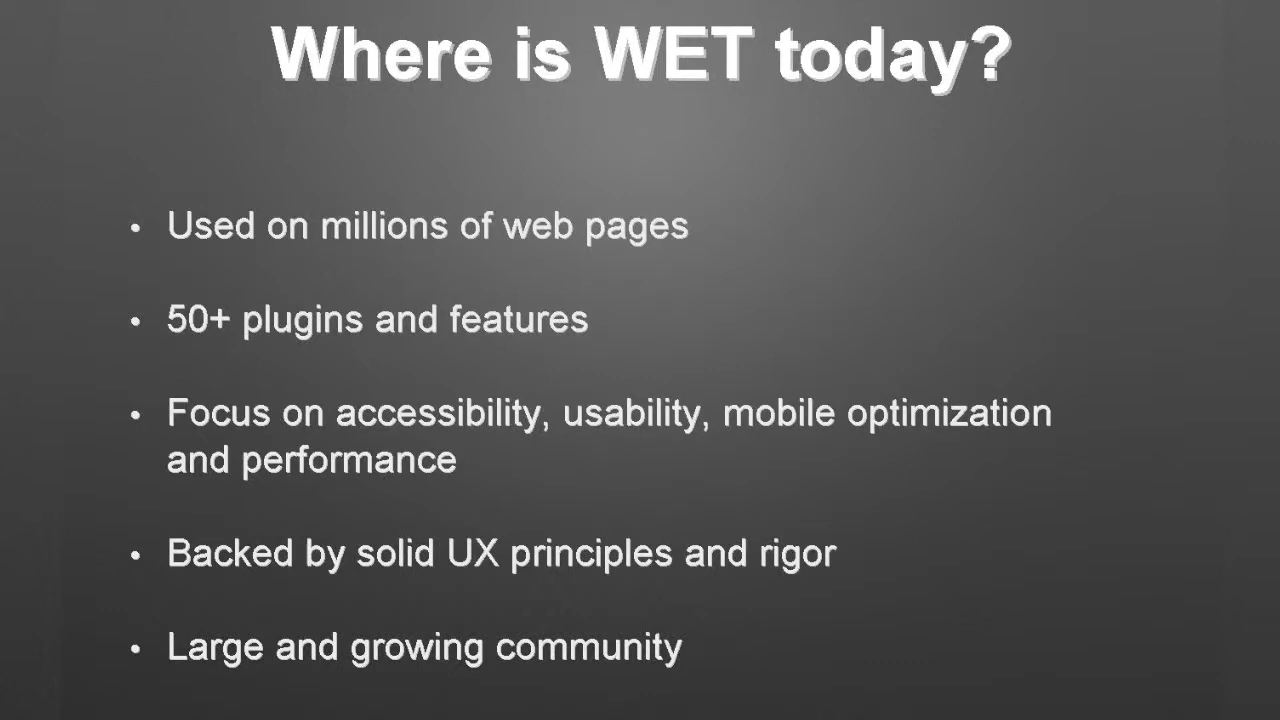 Where is WET today?
• Used on millions of web pages
• 50+ plugins and features
• Focus on accessibility, usability, mobile optimization
and performance
• Backed by solid UX principles and rigor
• Large and growing community